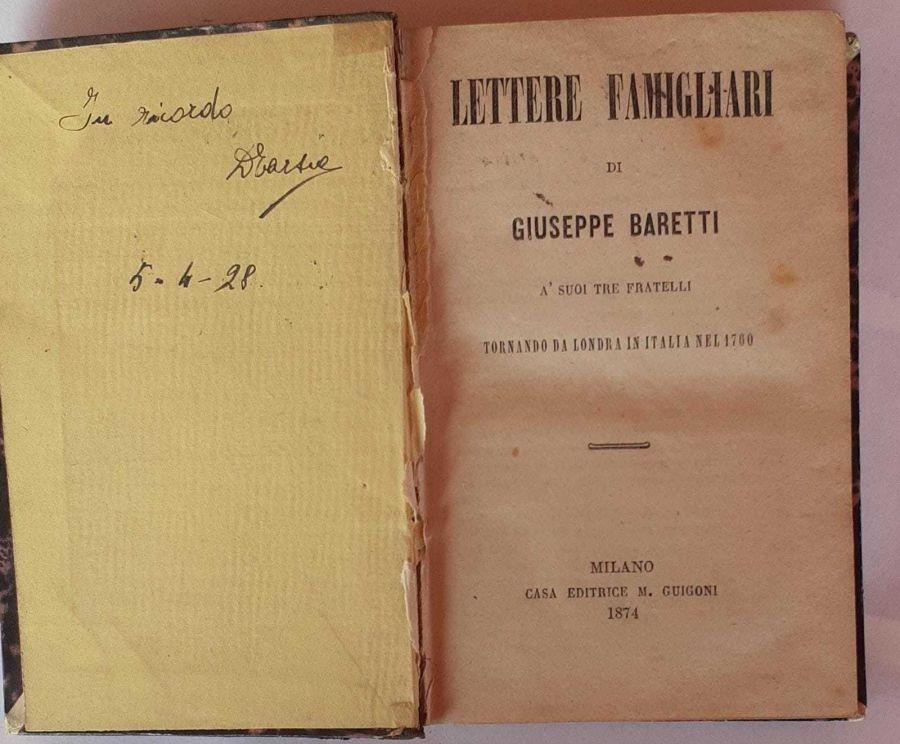 In ricordo
5-4-28.
LETTERE FAMIGLIARI
DI
GIUSEPPE BARETTI
A' SUOI TRE FRATELLI
TORNANDO DA LONDRA IN ITALIA NEL 1760
MILANO
CASA EDITRICE M. GUIGONI
1874